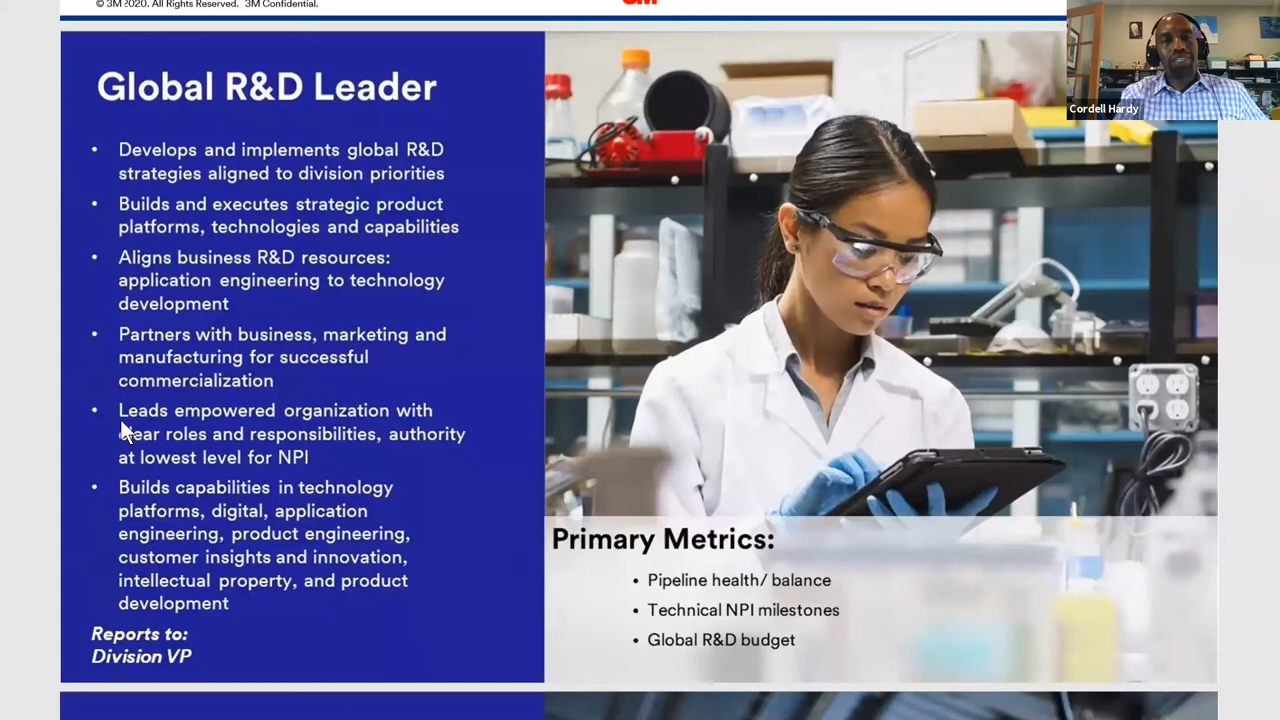 © 3M 2020. All Rights Reserved. 3M Confidential.
3M
Cordell Hardy
Global R&D Leader
• Develops and implements global R&D
strategies aligned to division priorities
• Builds and executes strategic product
platforms, technologies and capabilities
• Aligns business R&D resources:
application engineering to technology
development
• Partners with business, marketing and
manufacturing for successful
commercialization
• Leads empowered organization with
clear roles and responsibilities, authority
at lowest level for NPI
• Builds capabilities in technology
platforms, digital, application
engineering, product engineering,
customer insights and innovation,
intellectual property, and product
development
Reports to:
Division VP
Primary Metrics:
• Pipeline health/ balance
• Technical NPI milestones
• Global R&D budget